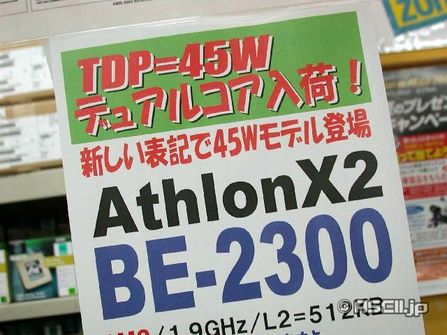 TDP=45W
デュアルコア入荷！
新しい表記で45Wモデル登場
AthlonX2
BE-2300
/1.9GHz/L2=512KB
ASCII.jp